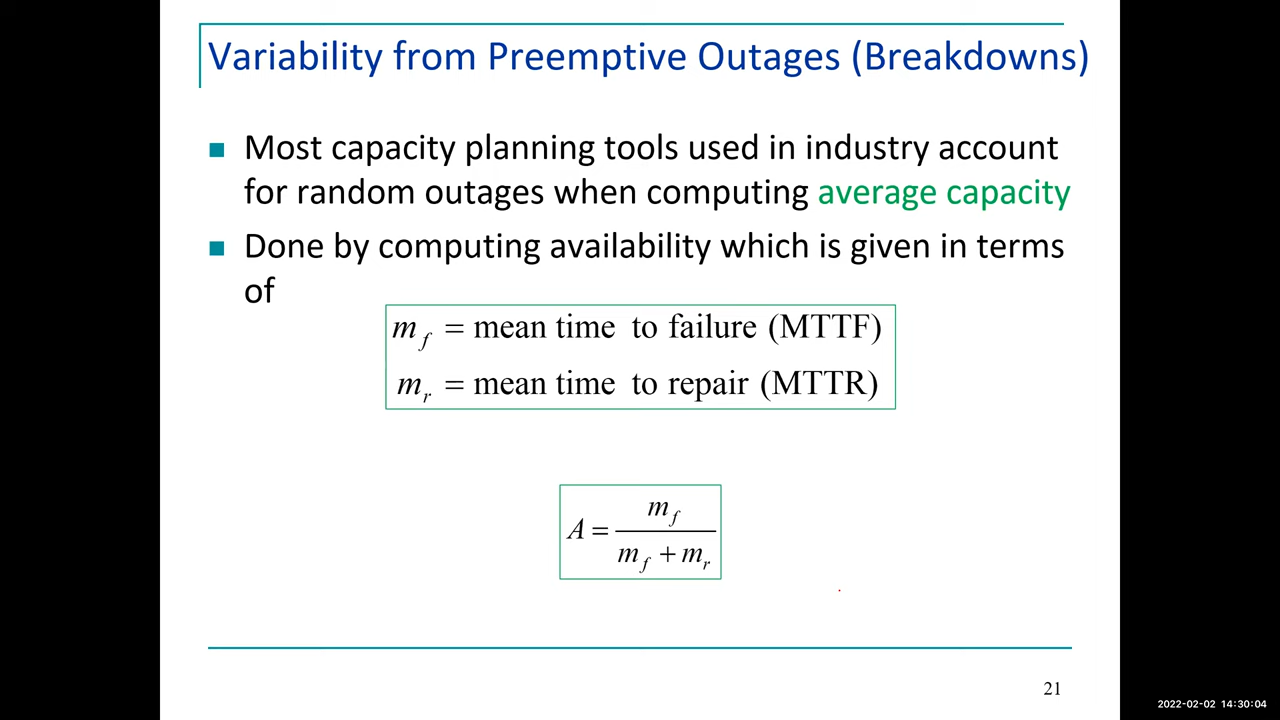 Variability from Preemptive Outages (Breakdowns)
Most capacity planning tools used in industry account
for random outages when computing average capacity
Done by computing availability which is given in terms
of
m_f = mean time to failure (MTTF)
m_r = mean time to repair (MTTR)
A = m_f / (m_f + m_r)
21
2022-02-02 14:30:04